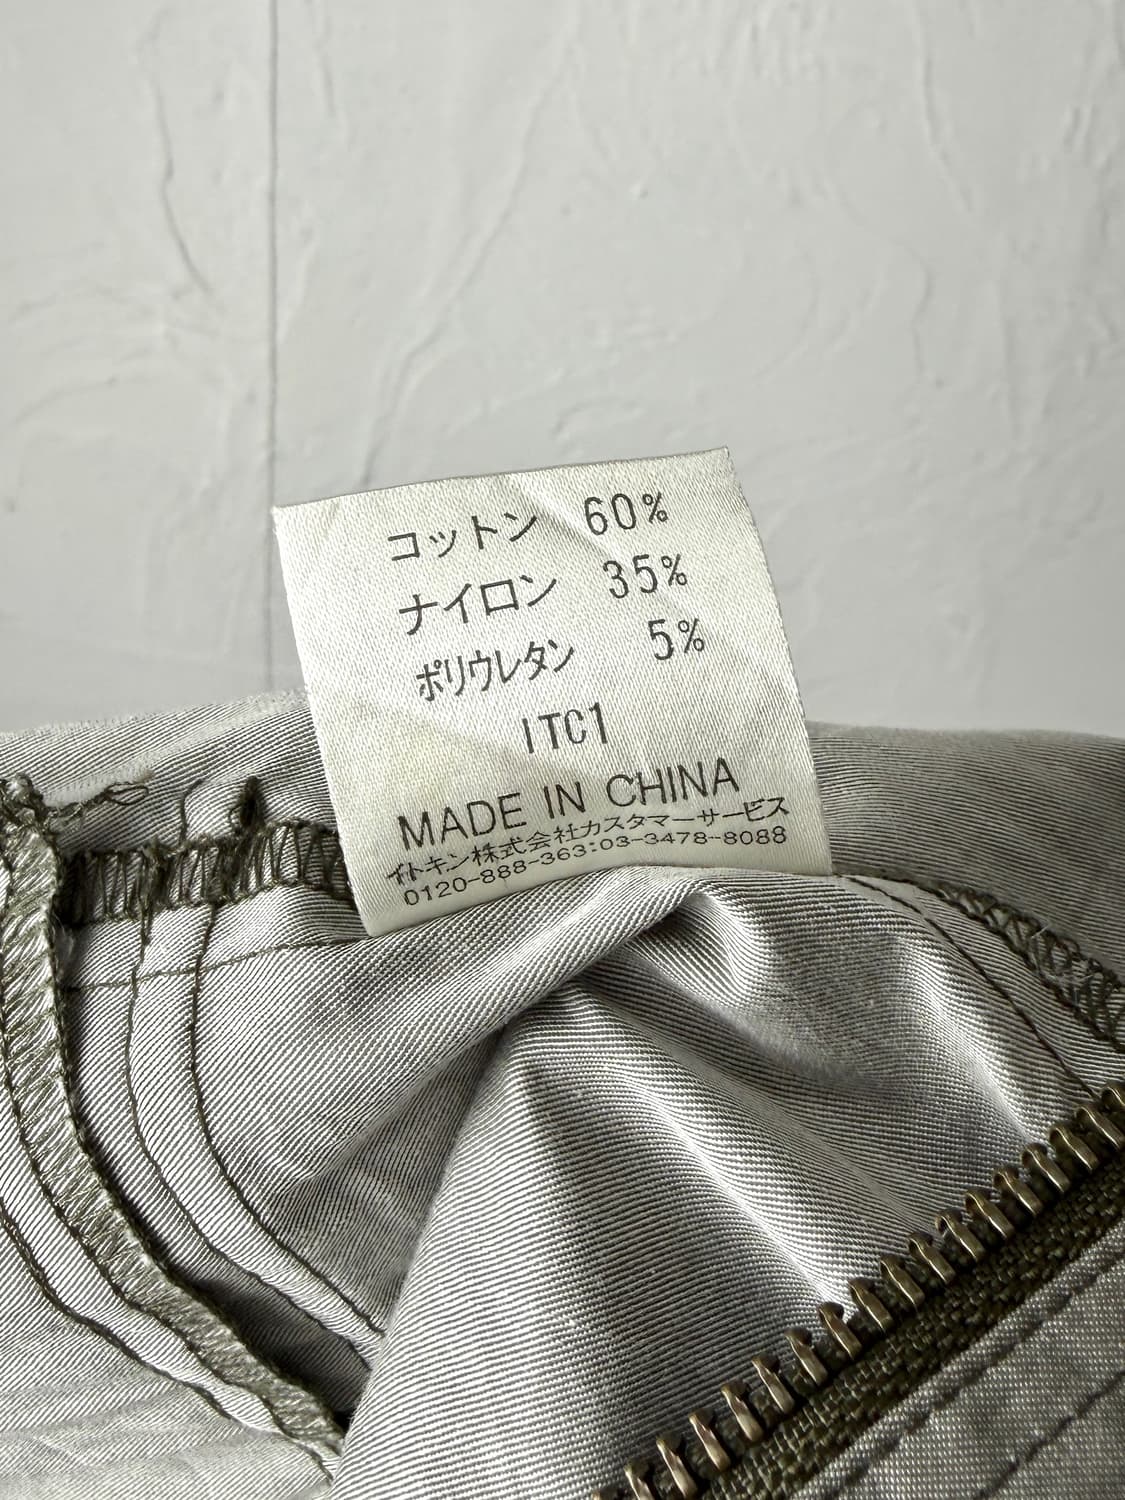 コットン 60%
ナイロン 35%
ポリウレタン 5%
ITC1
MADE IN CHINA
イトキン株式会社カスタマーサービス
0120-888-363:03-3478-8088